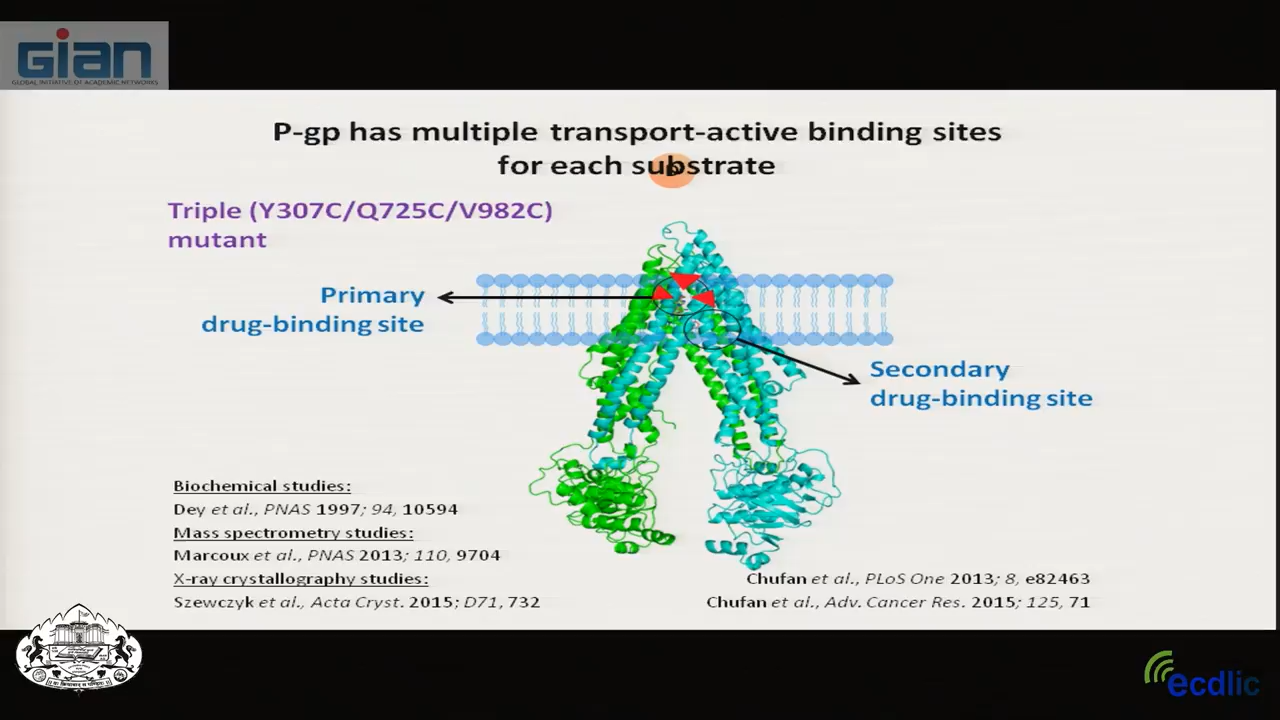 GIAN
GLOBAL INITIATIVE OF ACADEMIC NETWORKS
P-gp has multiple transport-active binding sites
for each substrate
D
Triple (Y307C/Q725C/V982C)
mutant
Primary
drug-binding site
Secondary
drug-binding site
Biochemical studies:
Dey et al., PNAS 1997; 94, 10594
Mass spectrometry studies:
Marcoux et al., PNAS 2013; 110, 9704
X-ray crystallography studies:
Szewczyk et al., Acta Cryst. 2015; D71, 732
Chufan et al., PLoS One 2013; 8, e82463
Chufan et al., Adv. Cancer Res. 2015; 125, 71
ecdlic